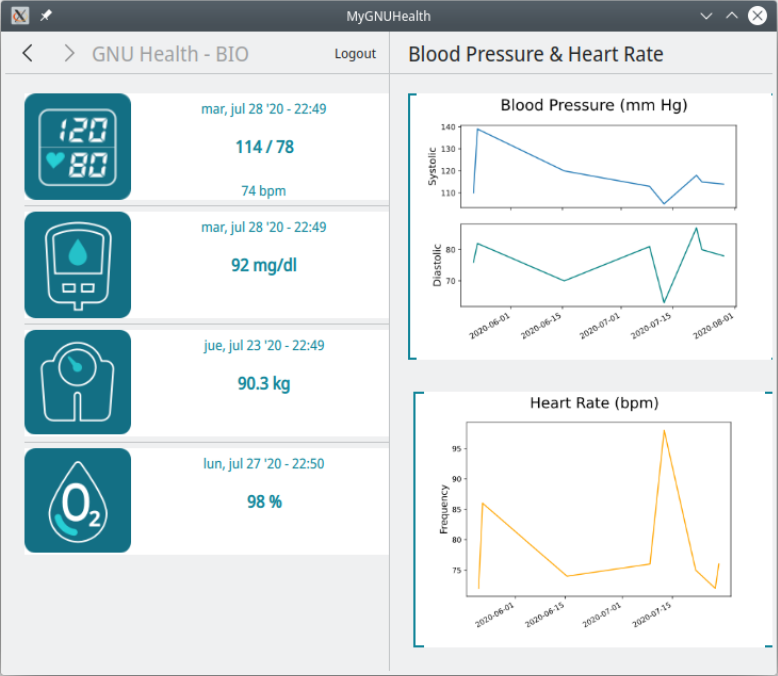 MyGNUHealth
GNU Health - BIO
Logout
120
80
mar, jul 28 '20 - 22:49
114 / 78
74 bpm
mar, jul 28 '20 - 22:49
92 mg/dl
jue, jul 23 '20 - 22:49
90.3 kg
O2
lun, jul 27 '20 - 22:50
98 %
Blood Pressure & Heart Rate
Blood Pressure (mm Hg)
Systolic
140
130
120
110
Diastolic
80
70
2020-06-01
2020-06-15
2020-07-01
2020-07-15
2020-08-01
Heart Rate (bpm)
Frequency
95
90
85
80
75
2020-06-01
2020-06-15
2020-07-01
2020-07-15